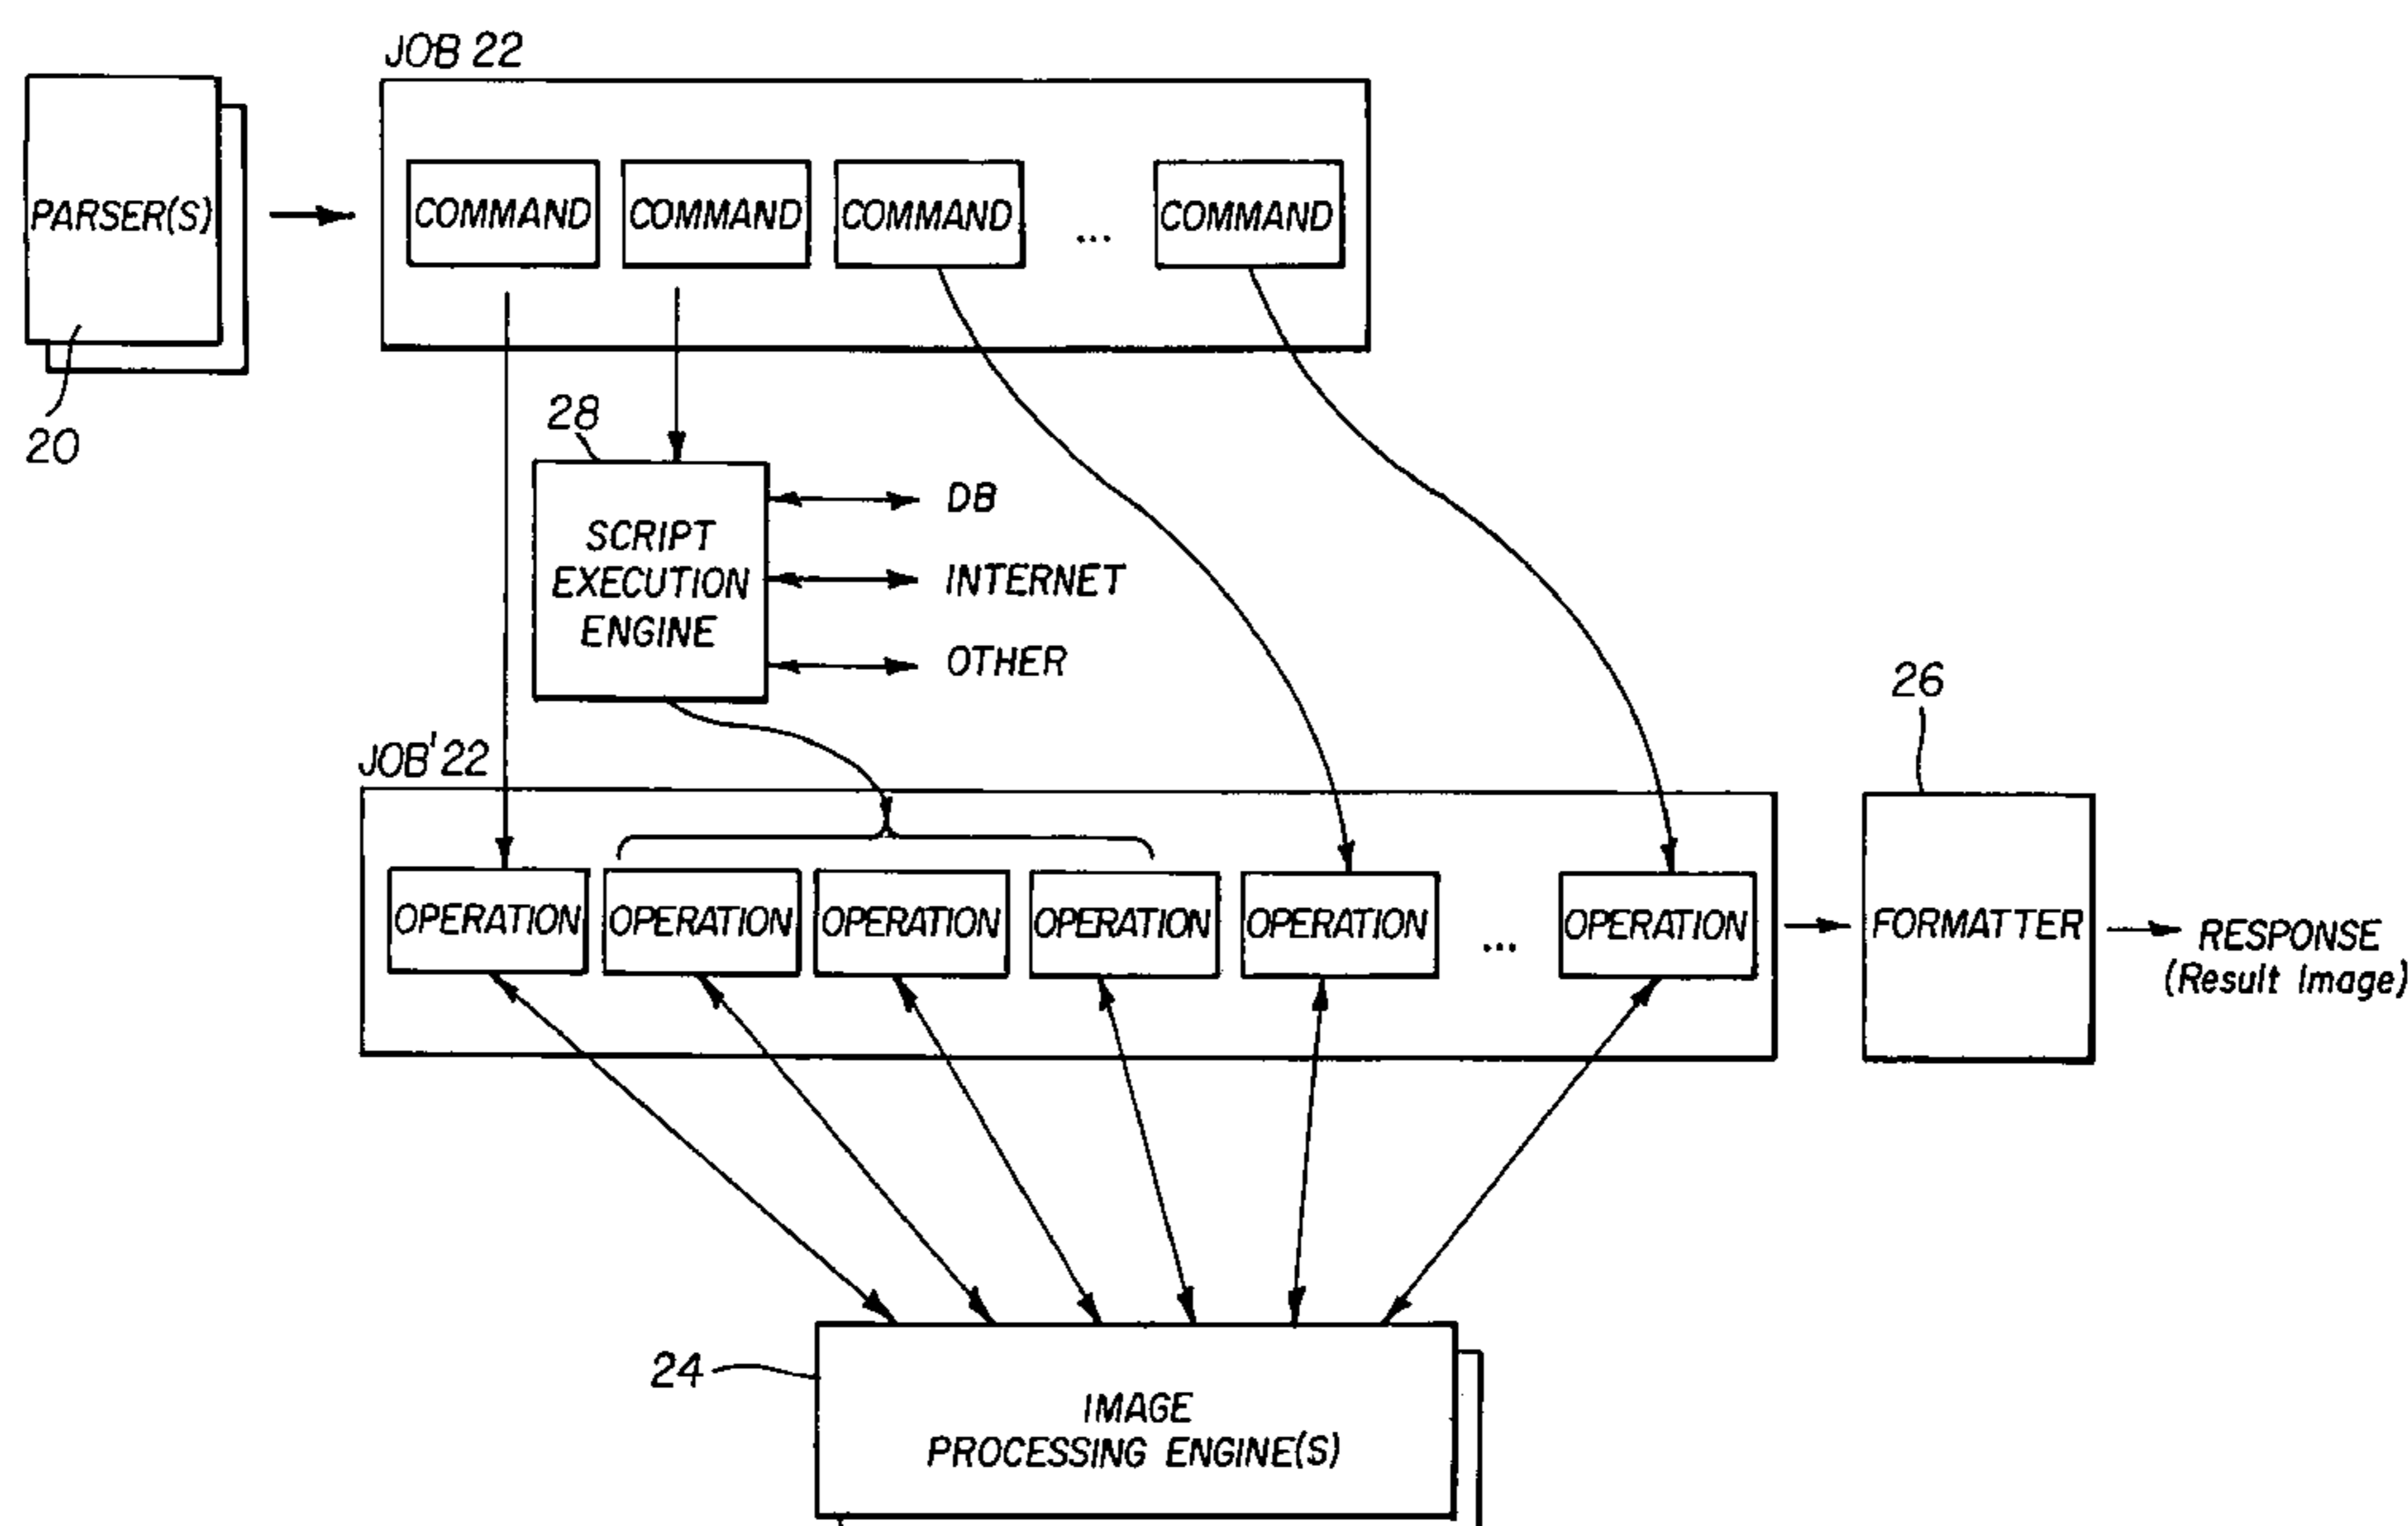 JOB 22
PARSER(S)
COMMAND COMMAND COMMAND ... COMMAND
20
28
SCRIPT
EXECUTION
ENGINE
DB
INTERNET
OTHER
26
JOB' 22
OPERATION OPERATION OPERATION OPERATION OPERATION ... OPERATION
FORMATTER
RESPONSE
(Result Image)
24
IMAGE
PROCESSING ENGINE(S)